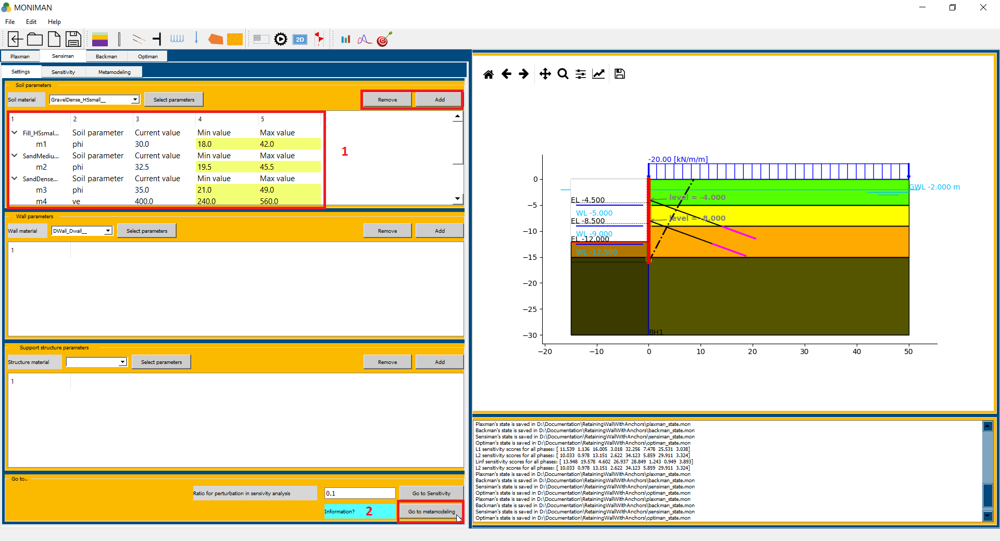 MONIMAN
File Edit Help
2D
Plaxman Sensiman Backman Optiman
Settings Sensitivity Metamodeling
Soil parameters
Soil material GravelDense_HSsmall__ Select parameters Remove Add
1 2 3 4 5
Fill_HSsmal... Soil parameter Current value Min value Max value
m1 phi 30.0 18.0 42.0
SandMediu... Soil parameter Current value Min value Max value
m2 phi 32.5 19.5 45.5
SandDense... Soil parameter Current value Min value Max value
m3 phi 35.0 21.0 49.0
m4 ve 400.0 240.0 560.0
1
Wall parameters
Wall material DWall_Dwall__ Select parameters Remove Add
1
Support structure parameters
Structure material Select parameters Remove Add
1
Go to..
Ratio for perturbation in sensivity analysis 0.1 Go to Sensitivity
Information? 2 Go to metamodeling
-20.00 [kN/m/m]
GWL -2.000 m
level = -4.000
EL -4.500
WL -5.000
level = -8.000
EL -8.500
WL -9.000
EL -12.000
WL -12.500
BH1
0
−5
−10
−15
−20
−25
−30
−20 −10 0 10 20 30 40 50
Plaxman's state is saved in D:\Documentation\RetainingWallWithAnchors\plaxman_state.mon
Backman's state is saved in D:\Documentation\RetainingWallWithAnchors\backman_state.mon
Sensiman's state is saved in D:\Documentation\RetainingWallWithAnchors\sensiman_state.mon
Optiman's state is saved in D:\Documentation\RetainingWallWithAnchors\optiman_state.mon
L1 sensitivity scores for all phases: [ 11.539 1.136 16.005 3.018 32.256 7.478 25.531 3.038]
L2 sensitivity scores for all phases: [ 10.033 0.978 13.151 2.622 34.123 5.859 29.911 3.324]
Linf sensitivity scores for all phases: [ 13.948 19.578 4.602 26.937 28.849 1.243 0.949 3.893]
L2 sensitivity scores for all phases: [ 10.033 0.978 13.151 2.622 34.123 5.859 29.911 3.324]
Plaxman's state is saved in D:\Documentation\RetainingWallWithAnchors\plaxman_state.mon
Backman's state is saved in D:\Documentation\RetainingWallWithAnchors\backman_state.mon
Sensiman's state is saved in D:\Documentation\RetainingWallWithAnchors\sensiman_state.mon
Optiman's state is saved in D:\Documentation\RetainingWallWithAnchors\optiman_state.mon
Plaxman's state is saved in D:\Documentation\RetainingWallWithAnchors\plaxman_state.mon
Backman's state is saved in D:\Documentation\RetainingWallWithAnchors\backman_state.mon
Sensiman's state is saved in D:\Documentation\RetainingWallWithAnchors\sensiman_state.mon
Optiman's state is saved in D:\Documentation\RetainingWallWithAnchors\optiman_state.mon